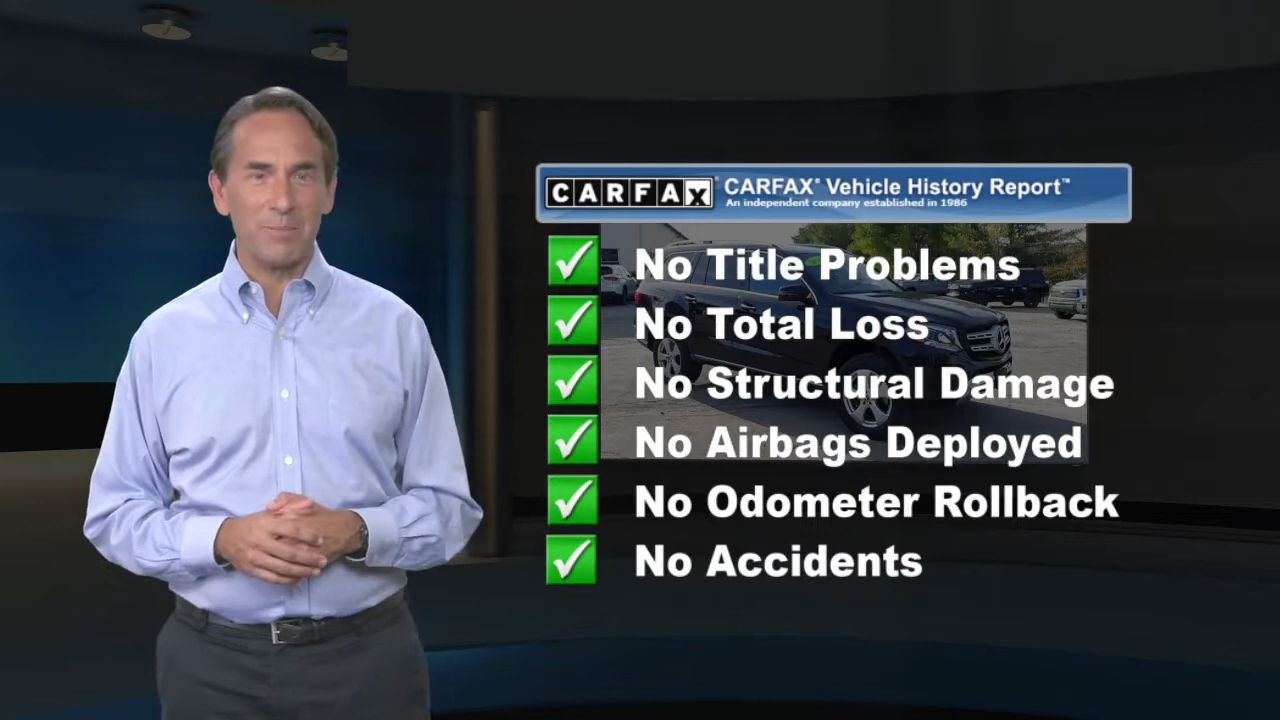 CARFAX® CARFAX® Vehicle History Report™
An independent company established in 1986
No Title Problems
No Total Loss
No Structural Damage
No Airbags Deployed
No Odometer Rollback
No Accidents